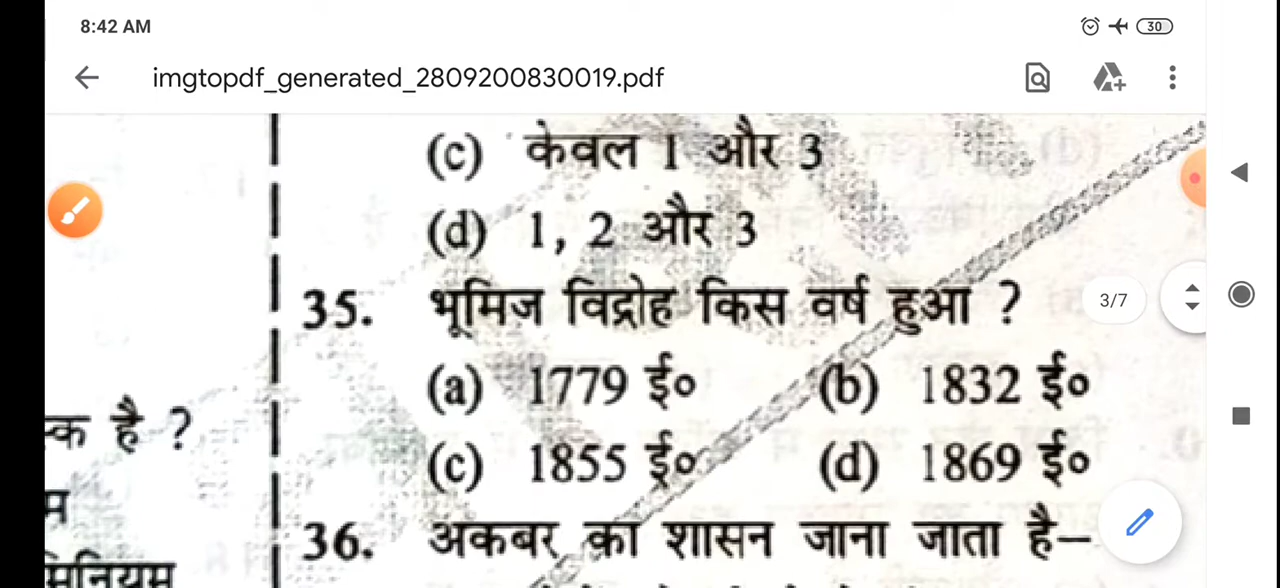 8:42 AM
30
imgtopdf_generated_2809200830019.pdf
(c) केवल 1 और 3
(d) 1, 2 और 3
35. भूमिज विद्रोह किस वर्ष हुआ ?
(a) 1779 ई० (b) 1832 ई०
3/7
क है ?
(c) 1855 ई० (d) 1869 ई०
म
36. अकबर का शासन जाना जाता है—